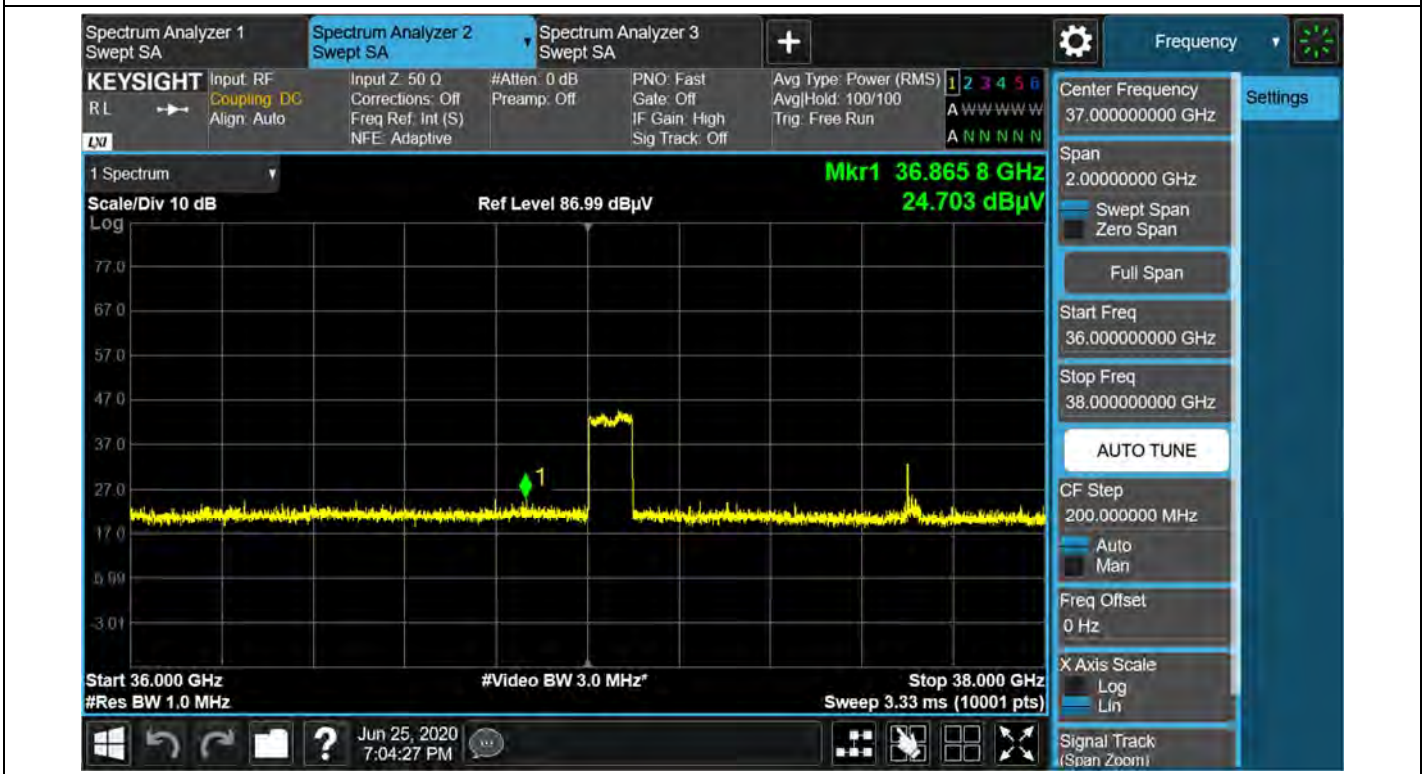 Spectrum Analyzer 1
Swept SA
Spectrum Analyzer 2
Swept SA
Spectrum Analyzer 3
Swept SA
Frequency
KEYSIGHT
RL
LXI
Input: RF
Coupling: DC
Align: Auto
Input Z: 50 Ω
Corrections: Off
Freq Ref: Int (S)
NFE: Adaptive
#Atten: 0 dB
Preamp: Off
PNO: Fast
Gate: Off
IF Gain: High
Sig Track: Off
Avg Type: Power (RMS)
Avg|Hold: 100/100
Trig: Free Run
1 2 3 4 5 6
A W W W W W
A N N N N N
1 Spectrum
Scale/Div 10 dB
Log
Ref Level 86.99 dBµV
Mkr1 36.865 8 GHz
24.703 dBµV
77.0
67.0
57.0
47.0
37.0
27.0
17.0
6.99
-3.01
1
Start 36.000 GHz
#Res BW 1.0 MHz
#Video BW 3.0 MHz*
Stop 38.000 GHz
Sweep 3.33 ms (10001 pts)
Center Frequency
37.000000000 GHz
Settings
Span
2.00000000 GHz
Swept Span
Zero Span
Full Span
Start Freq
36.000000000 GHz
Stop Freq
38.000000000 GHz
AUTO TUNE
CF Step
200.000000 MHz
Auto
Man
Freq Offset
0 Hz
X Axis Scale
Log
Lin
Signal Track
(Span Zoom)
?
Jun 25, 2020
7:04:27 PM